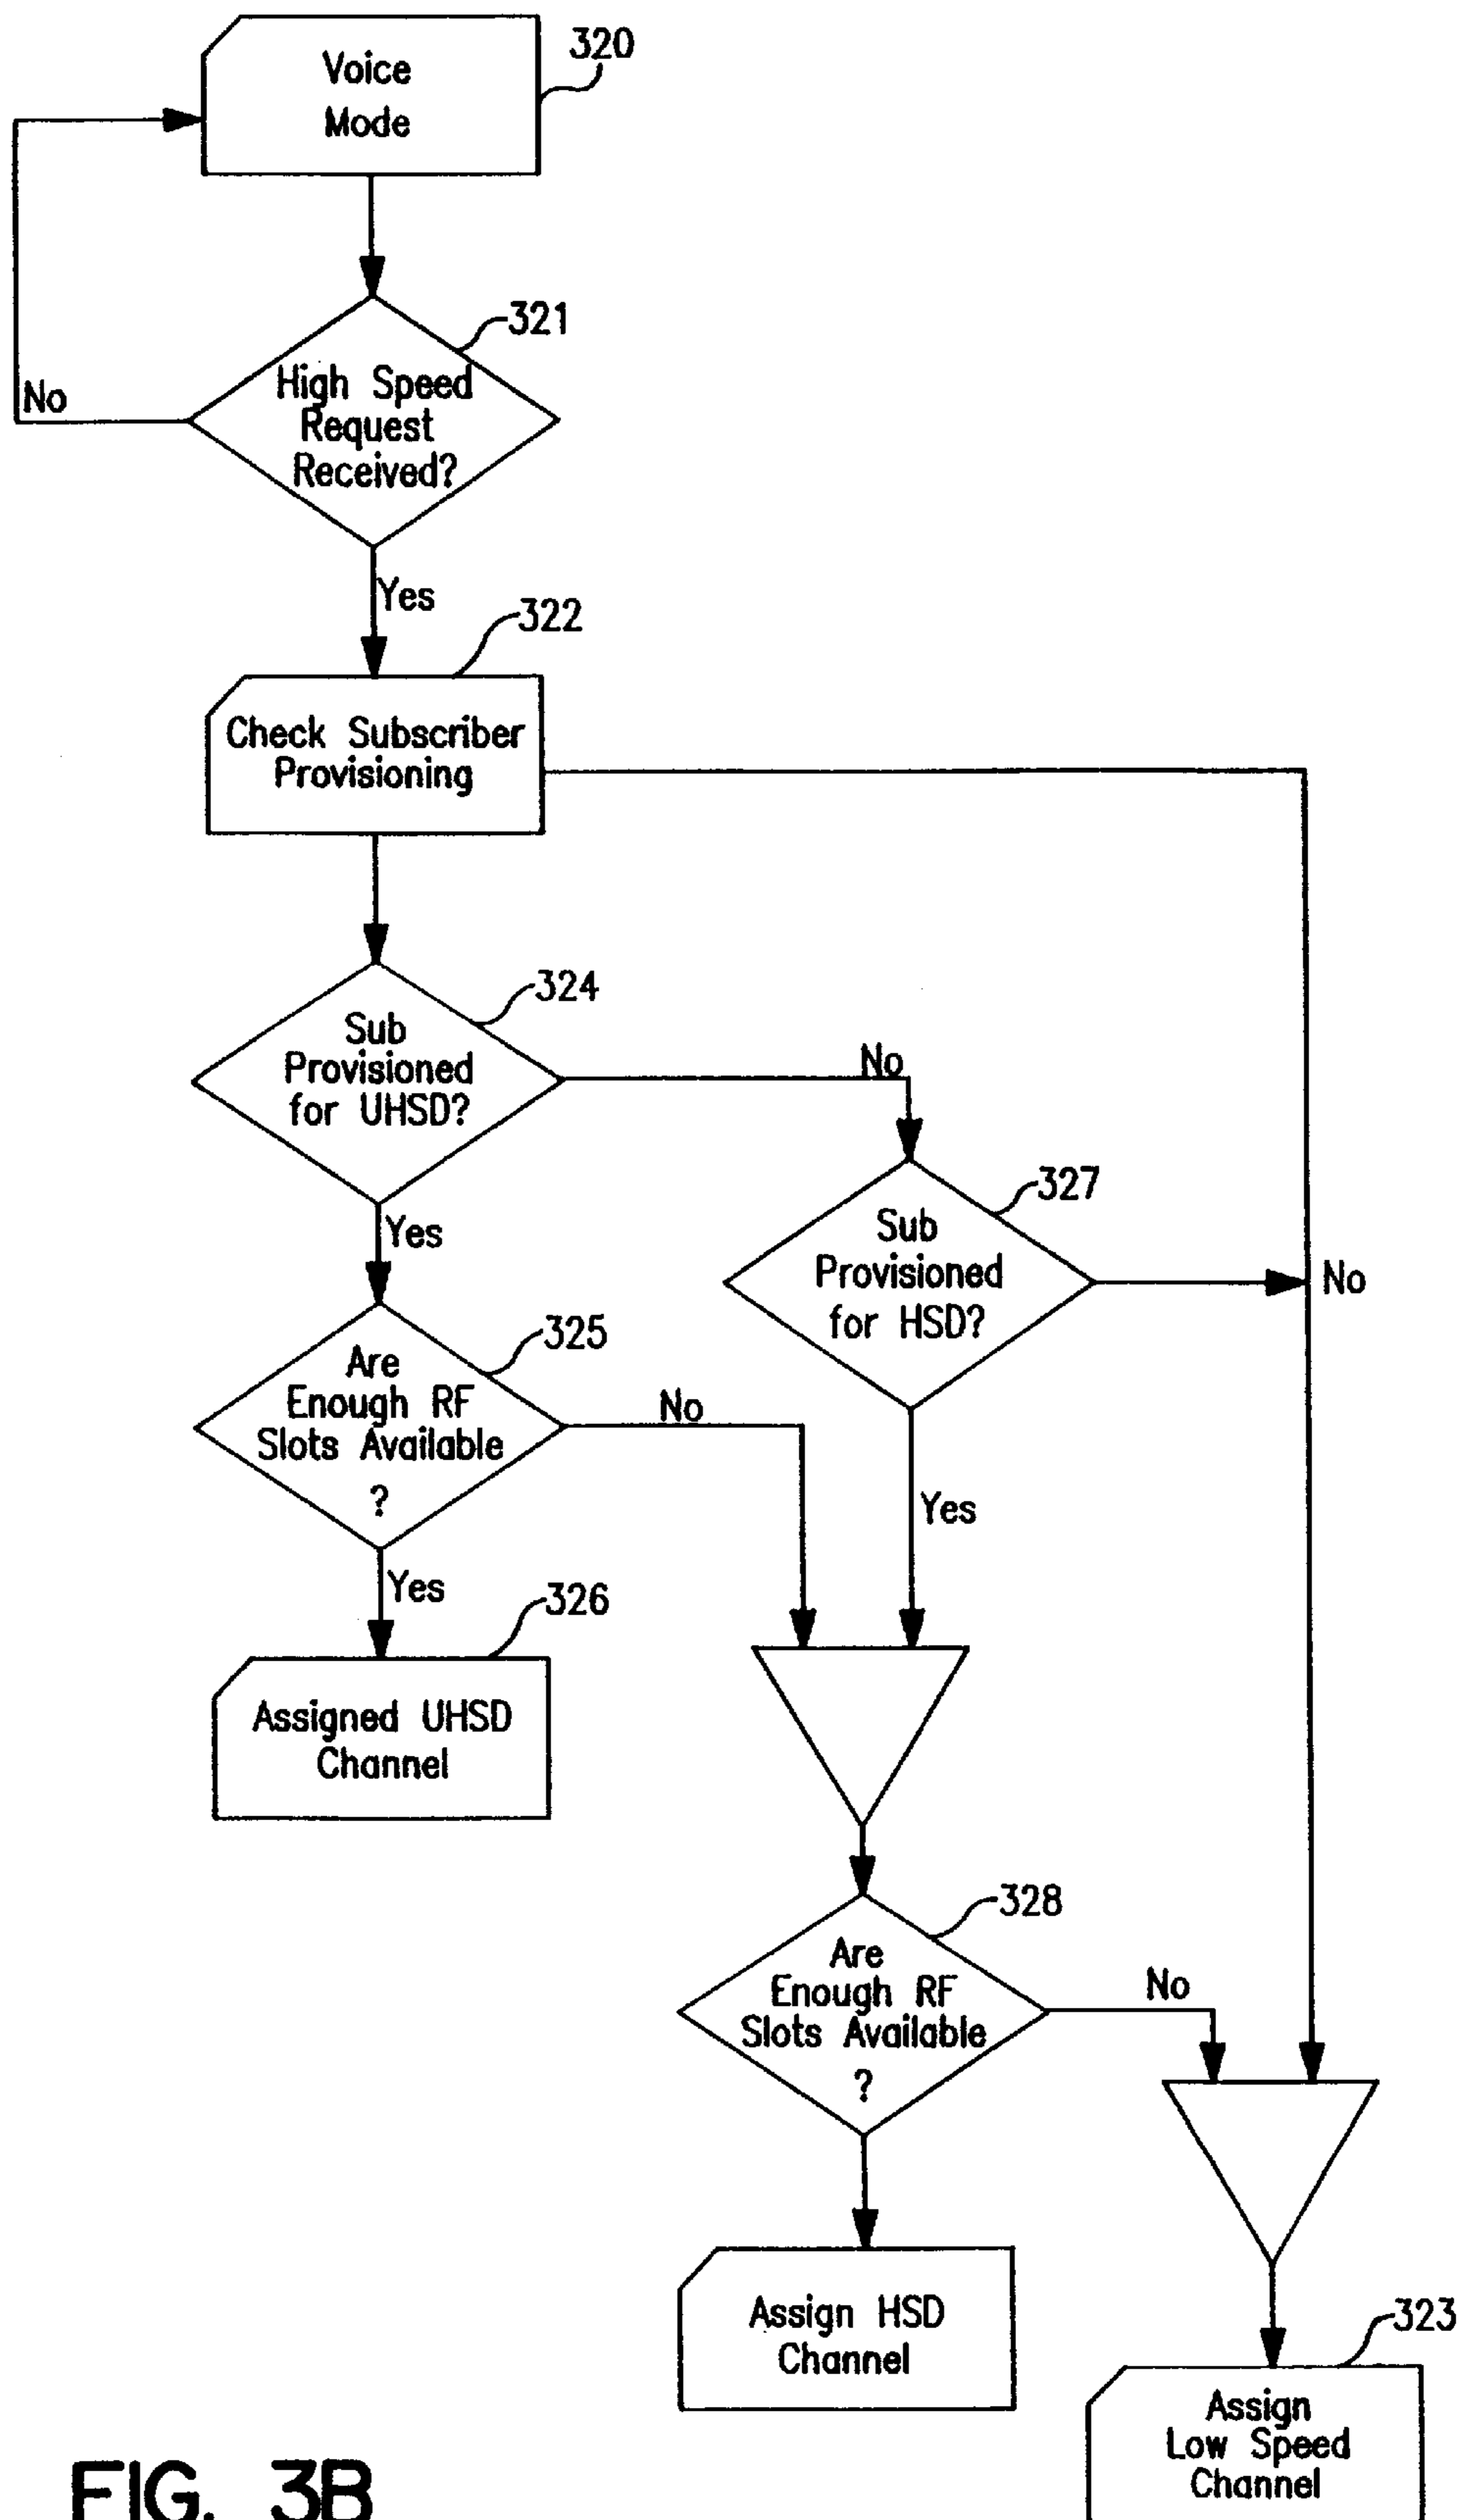 Voice
Mode
320
321
High Speed
Request
Received?
No
Yes
322
Check Subscriber
Provisioning
324
Sub
Provisioned
for UHSD?
No
Yes
327
Sub
Provisioned
for HSD?
No
325
Are
Enough RF
Slots Available
?
No
Yes
Yes
326
Assigned UHSD
Channel
328
Are
Enough RF
Slots Available
?
No
Assign HSD
Channel
323
Assign
Low Speed
Channel
FIG. 3B